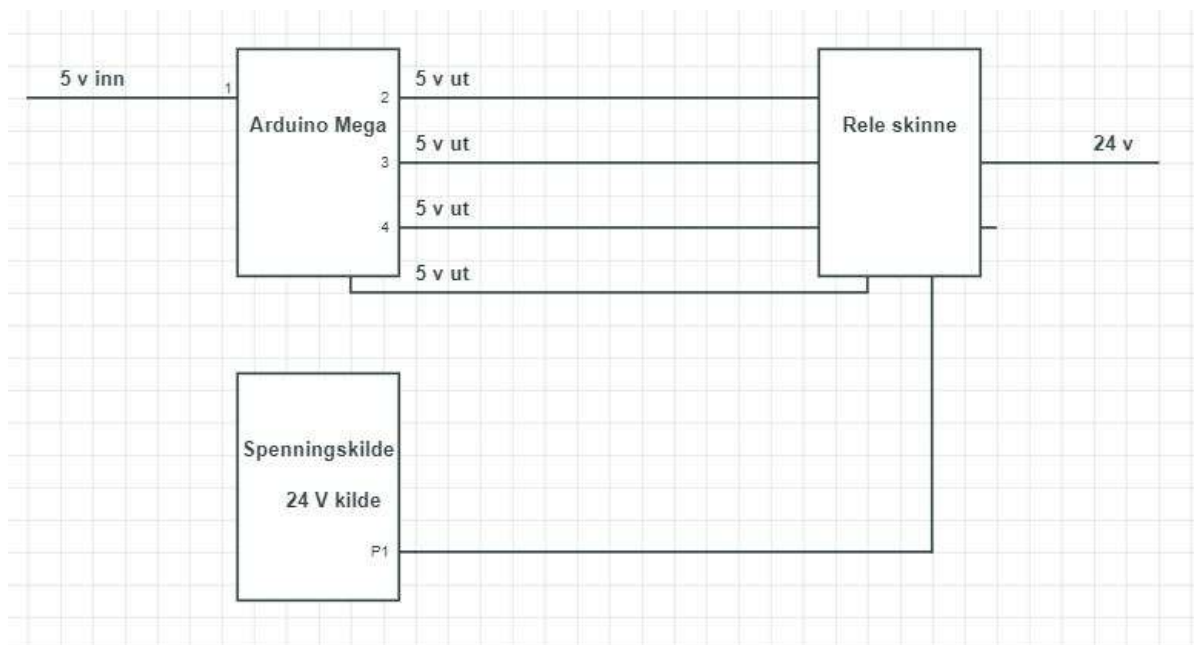 5 v inn
1
Arduino Mega
2
3
4
5 v ut
5 v ut
5 v ut
5 v ut
Rele skinne
24 v
Spenningskilde
24 V kilde
P1